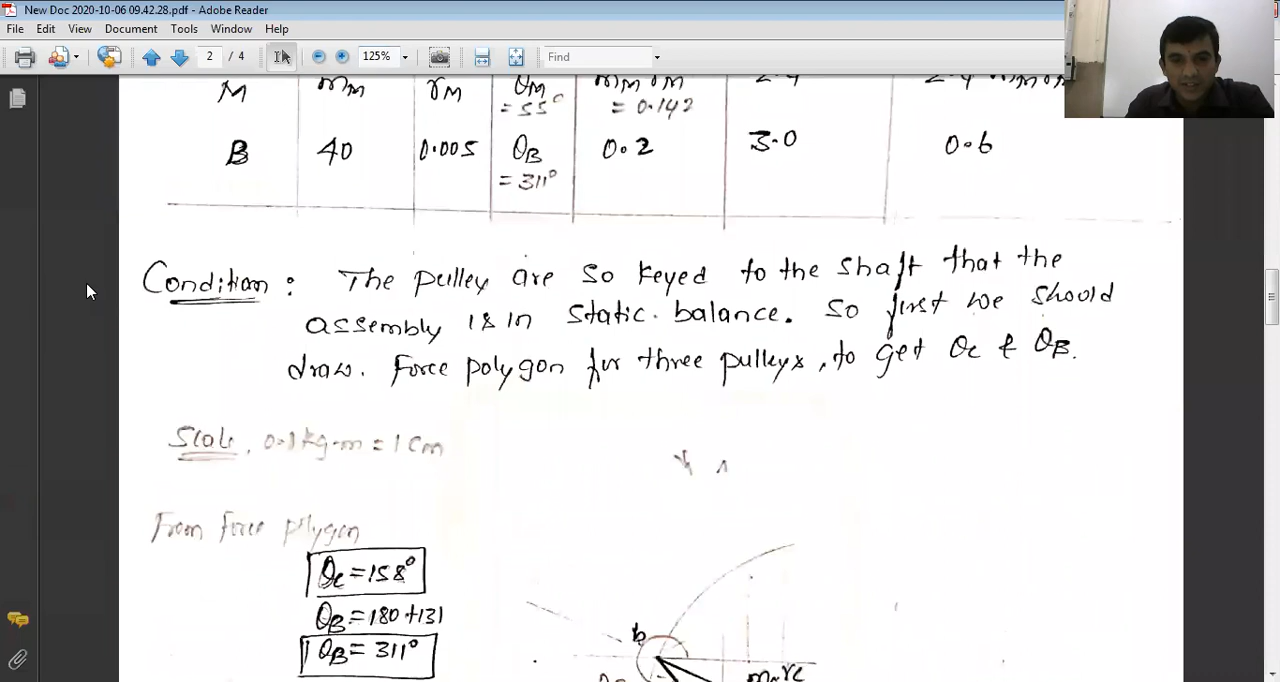 New Doc 2020-10-06 09.42.28.pdf - Adobe Reader
File Edit View Document Tools Window Help
2 / 4 125% Find
M
= 55° = 0.142
B 40 0.005 θB 0.2 3.0 0.6
= 311°
Condition : The pulley are so keyed to the shaft that the
assembly is in static balance. So first we should
draw. Force polygon for three pulleys, to get θc & θB.
Scale, 0.1 kg-m = 1 cm
From force polygon
θc = 158°
θB = 180 + 131
θB = 311°
b